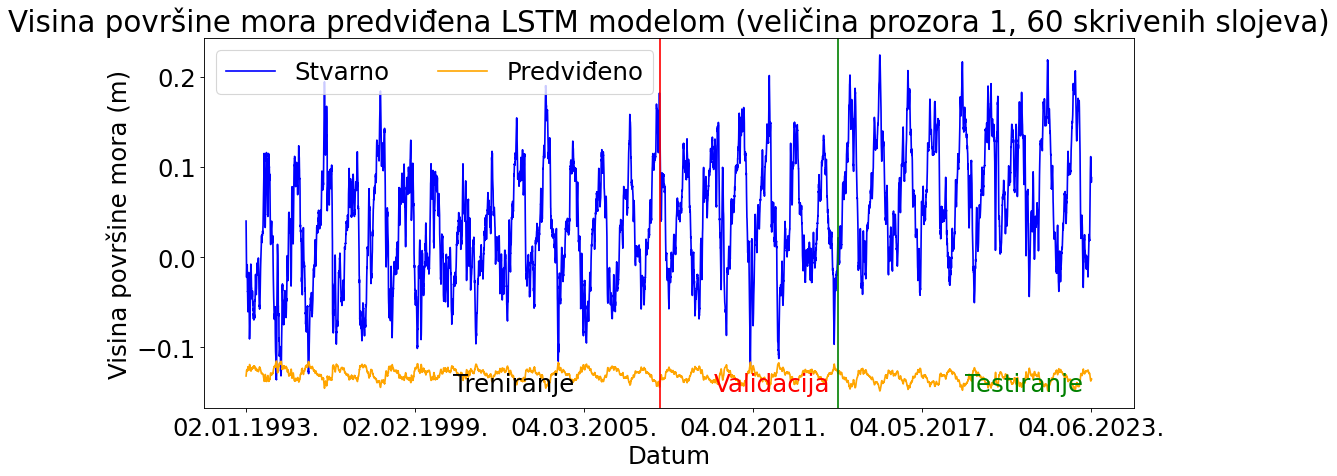 Visina površine mora predviđena LSTM modelom (veličina prozora 1, 60 skrivenih slojeva)
Stvarno
Predviđeno
Visina površine mora (m)
0.2
0.1
0.0
−0.1
Treniranje
Validacija
Testiranje
02.01.1993.
02.02.1999.
04.03.2005.
04.04.2011.
04.05.2017.
04.06.2023.
Datum